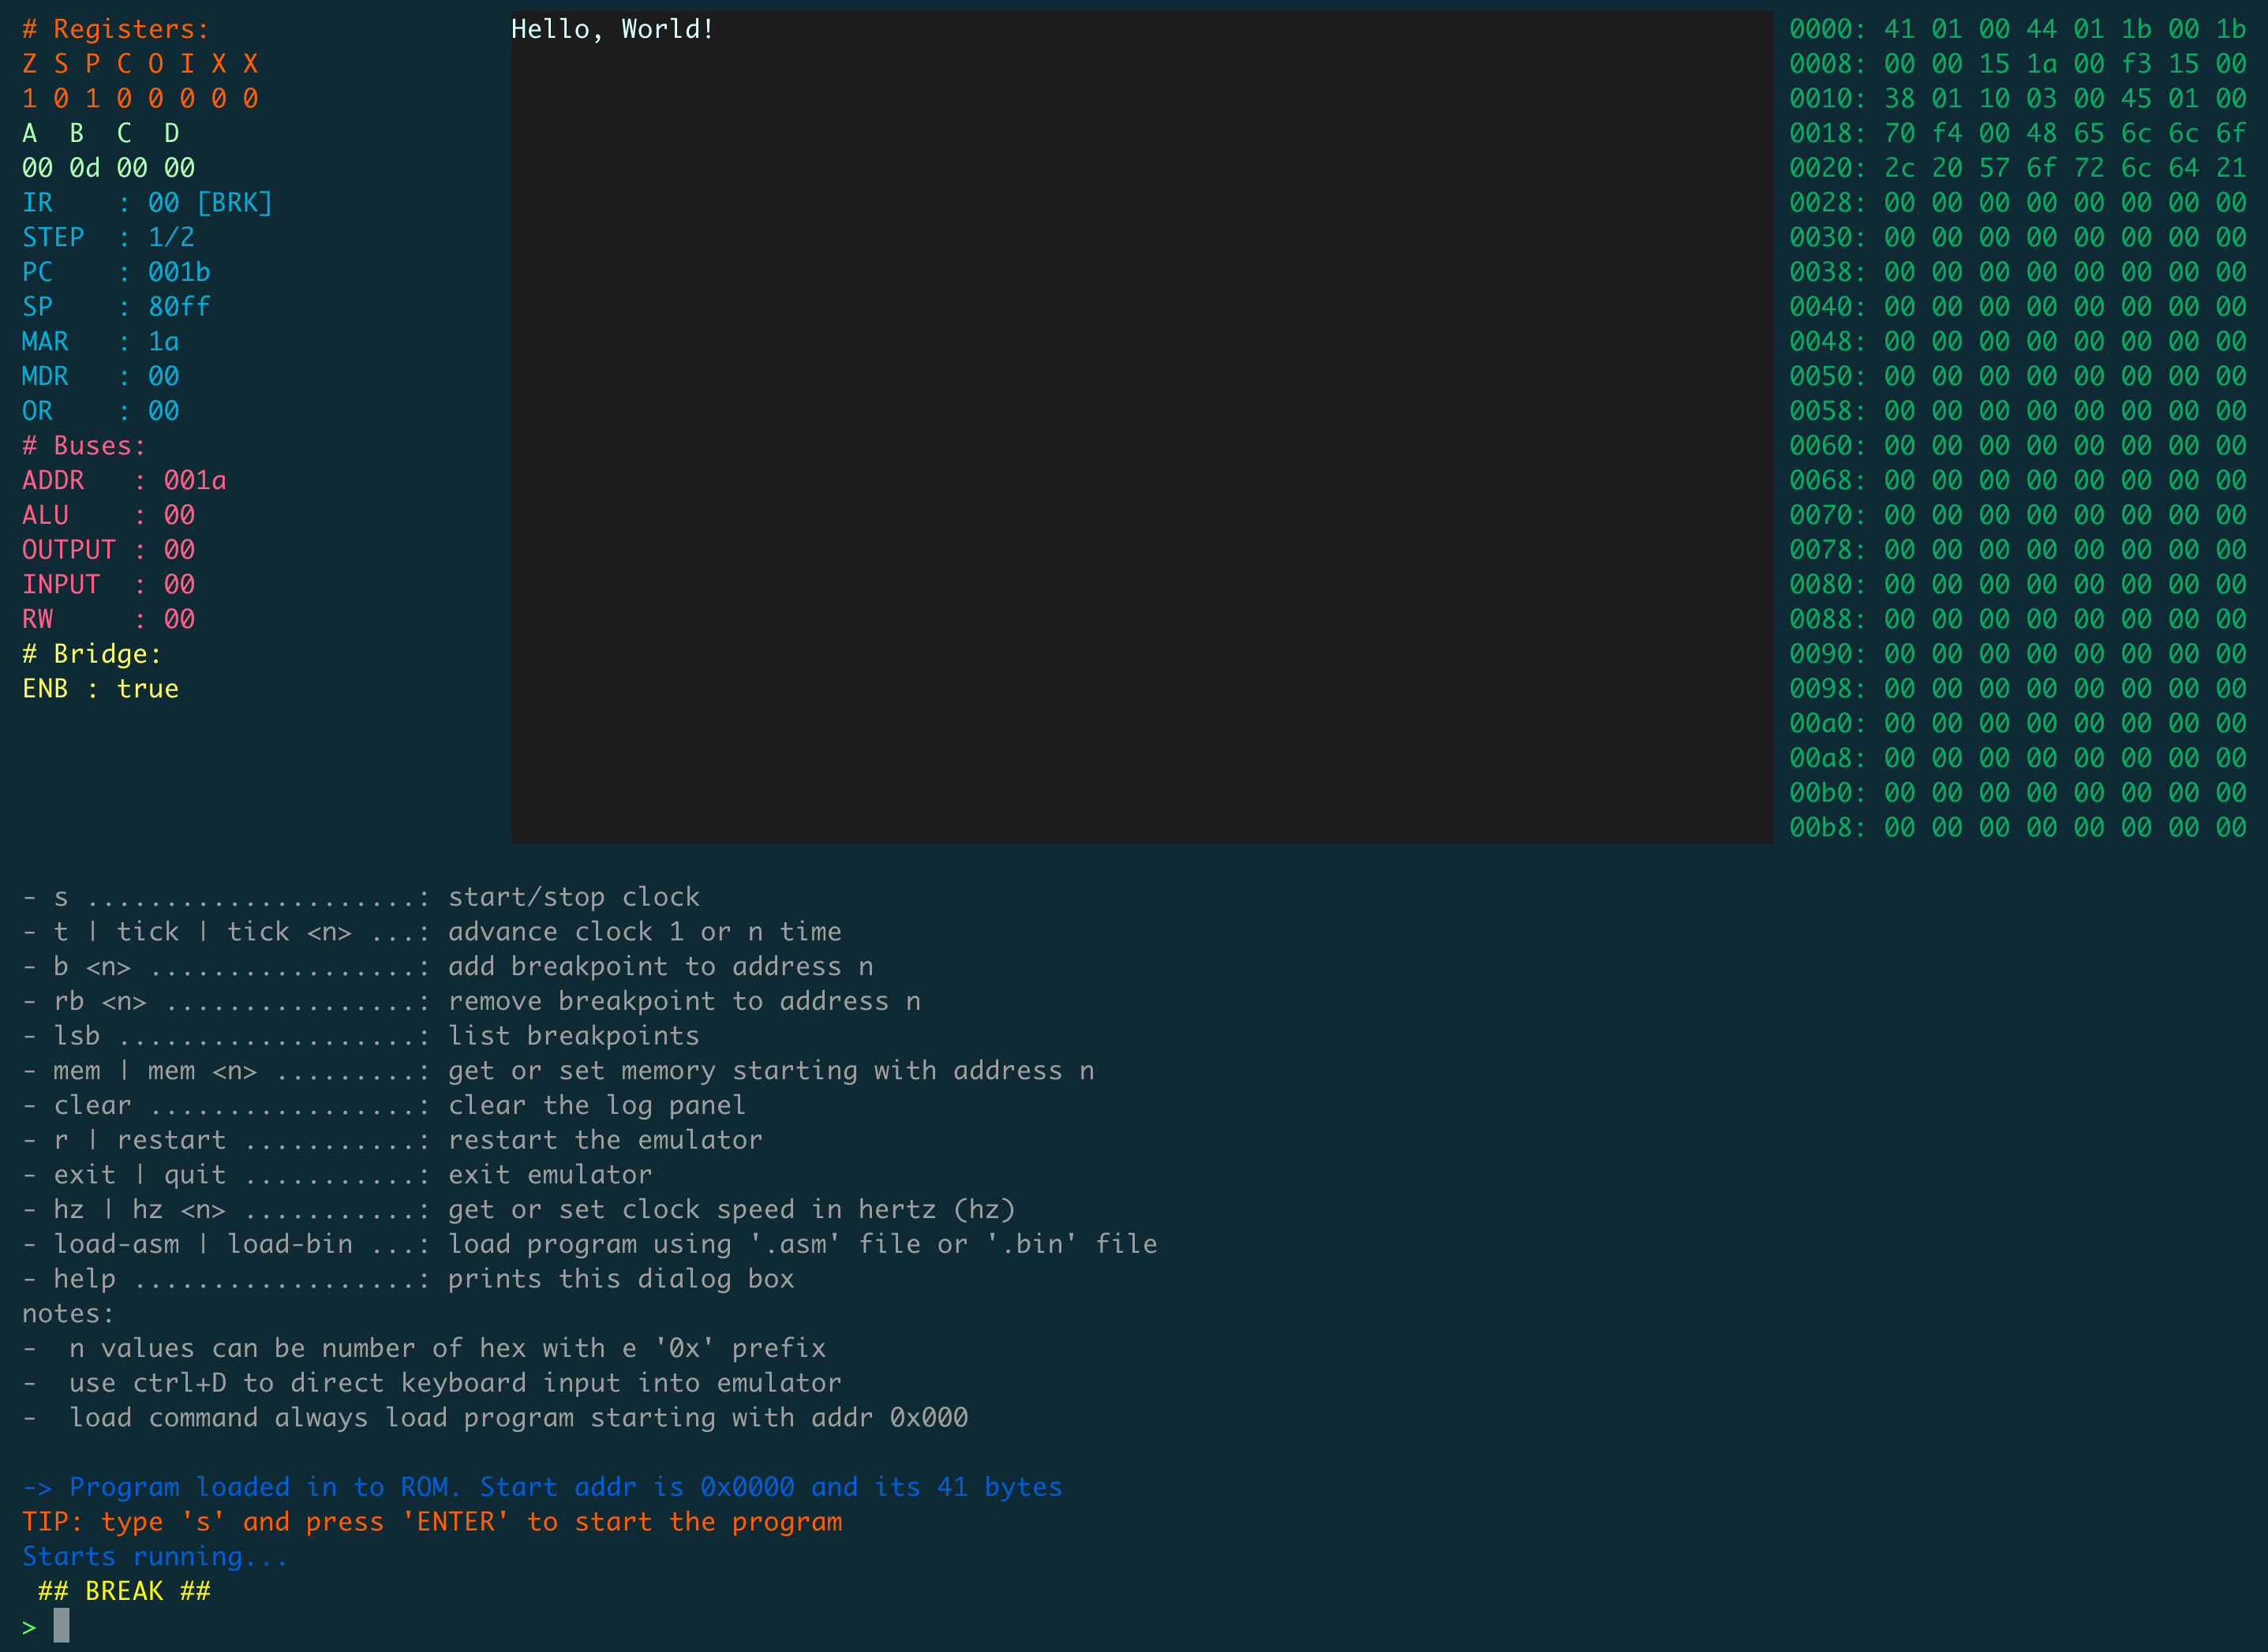 # Registers:
Z S P C O I X X
1 0 1 0 0 0 0 0
A  B  C  D
00 0d 00 00
IR    : 00 [BRK]
STEP  : 1/2
PC    : 001b
SP    : 80ff
MAR   : 1a
MDR   : 00
OR    : 00
# Buses:
ADDR   : 001a
ALU    : 00
OUTPUT : 00
INPUT  : 00
RW     : 00
# Bridge:
ENB : true
Hello, World!
0000: 41 01 00 44 01 1b 00 1b
0008: 00 00 15 1a 00 f3 15 00
0010: 38 01 10 03 00 45 01 00
0018: 70 f4 00 48 65 6c 6c 6f
0020: 2c 20 57 6f 72 6c 64 21
0028: 00 00 00 00 00 00 00 00
0030: 00 00 00 00 00 00 00 00
0038: 00 00 00 00 00 00 00 00
0040: 00 00 00 00 00 00 00 00
0048: 00 00 00 00 00 00 00 00
0050: 00 00 00 00 00 00 00 00
0058: 00 00 00 00 00 00 00 00
0060: 00 00 00 00 00 00 00 00
0068: 00 00 00 00 00 00 00 00
0070: 00 00 00 00 00 00 00 00
0078: 00 00 00 00 00 00 00 00
0080: 00 00 00 00 00 00 00 00
0088: 00 00 00 00 00 00 00 00
0090: 00 00 00 00 00 00 00 00
0098: 00 00 00 00 00 00 00 00
00a0: 00 00 00 00 00 00 00 00
00a8: 00 00 00 00 00 00 00 00
00b0: 00 00 00 00 00 00 00 00
00b8: 00 00 00 00 00 00 00 00
- s .....................: start/stop clock
- t | tick | tick <n> ...: advance clock 1 or n time
- b <n> .................: add breakpoint to address n
- rb <n> ................: remove breakpoint to address n
- lsb ...................: list breakpoints
- mem | mem <n> .........: get or set memory starting with address n
- clear .................: clear the log panel
- r | restart ...........: restart the emulator
- exit | quit ...........: exit emulator
- hz | hz <n> ...........: get or set clock speed in hertz (hz)
- load-asm | load-bin ...: load program using '.asm' file or '.bin' file
- help ..................: prints this dialog box
notes:
-  n values can be number of hex with e '0x' prefix
-  use ctrl+D to direct keyboard input into emulator
-  load command always load program starting with addr 0x000
-> Program loaded in to ROM. Start addr is 0x0000 and its 41 bytes
TIP: type 's' and press 'ENTER' to start the program
Starts running...
## BREAK ##
>